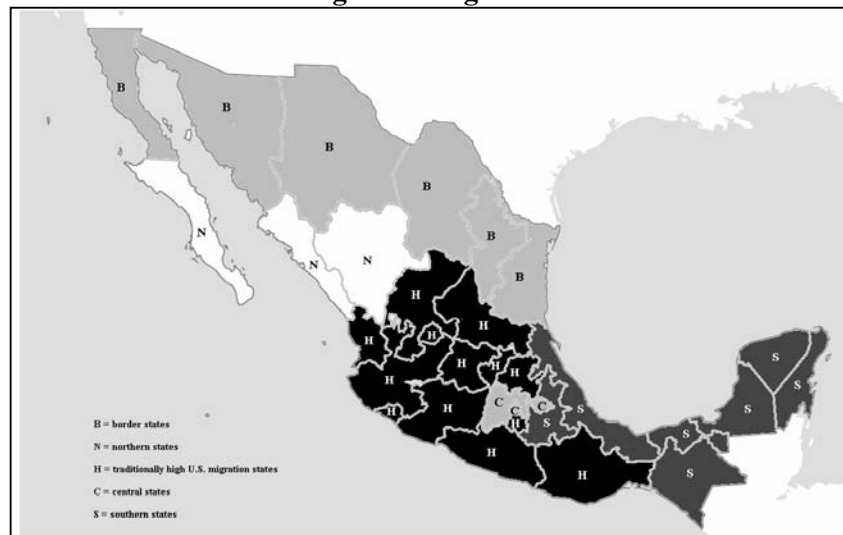 B
B
B
B
N
B
N
N
B
H
H
H
H
S
H
H
H
H
S
S
C
C
C
S
H
H
H
S
S
H
H
S
B = border states
N = northern states
H = traditionally high U.S. migration states
C = central states
S = southern states